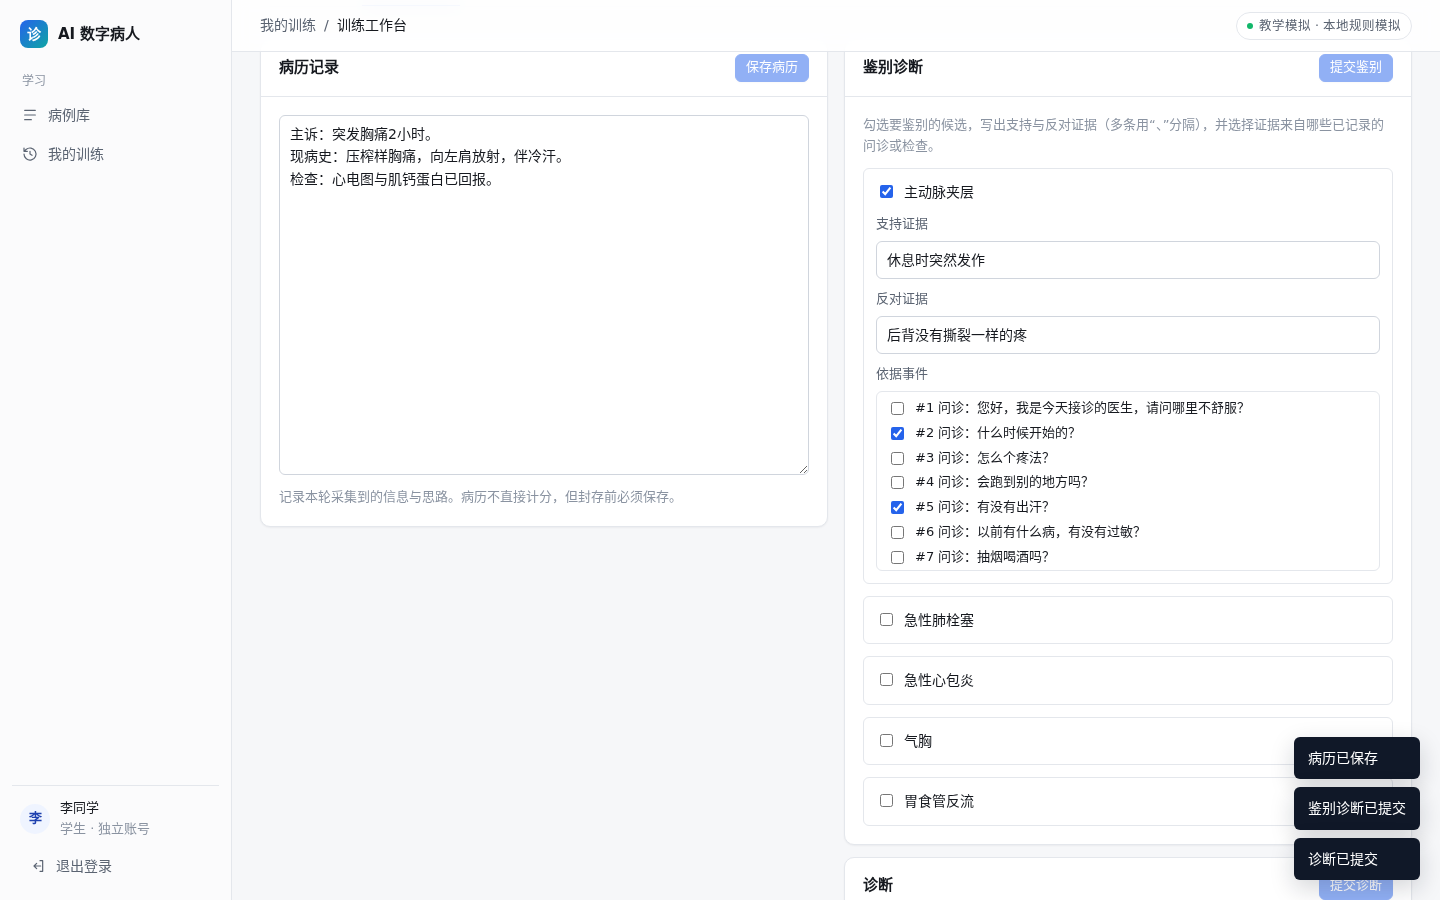 诊 AI 数字病人
学习
病例库
我的训练
李 李同学
学生 · 独立账号
退出登录
我的训练 / 训练工作台
教学模拟 · 本地规则模拟
病历记录
保存病历
主诉：突发胸痛2小时。
现病史：压榨样胸痛，向左肩放射，伴冷汗。
检查：心电图与肌钙蛋白已回报。
记录本轮采集到的信息与思路。病历不直接计分，但封存前必须保存。
鉴别诊断
提交鉴别
勾选要鉴别的候选，写出支持与反对证据（多条用“、”分隔），并选择证据来自哪些已记录的
问诊或检查。
主动脉夹层
支持证据
休息时突然发作
反对证据
后背没有撕裂一样的疼
依据事件
#1 问诊：您好，我是今天接诊的医生，请问哪里不舒服？
#2 问诊：什么时候开始的？
#3 问诊：怎么个疼法？
#4 问诊：会跑到别的地方吗？
#5 问诊：有没有出汗？
#6 问诊：以前有什么病，有没有过敏？
#7 问诊：抽烟喝酒吗？
急性肺栓塞
急性心包炎
气胸
胃食管反流
诊断
提交诊断
病历已保存
鉴别诊断已提交
诊断已提交